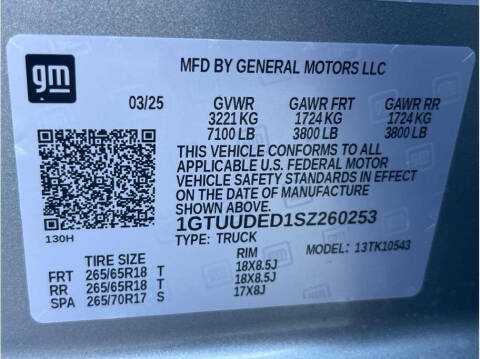 gm
MFD BY GENERAL MOTORS LLC
03/25 GVWR GAWR FRT GAWR RR
3221 KG 1724 KG 1724 KG
7100 LB 3800 LB 3800 LB
THIS VEHICLE CONFORMS TO ALL
APPLICABLE U.S. FEDERAL MOTOR
VEHICLE SAFETY STANDARDS IN EFFECT
ON THE DATE OF MANUFACTURE
SHOWN ABOVE.
1GTUUDED1SZ260253
130H
TYPE: TRUCK MODEL: 13TK10543
TIRE SIZE RIM
FRT 265/65R18 T 18X8.5J
RR 265/65R18 T 18X8.5J
SPA 265/70R17 S 17X8J